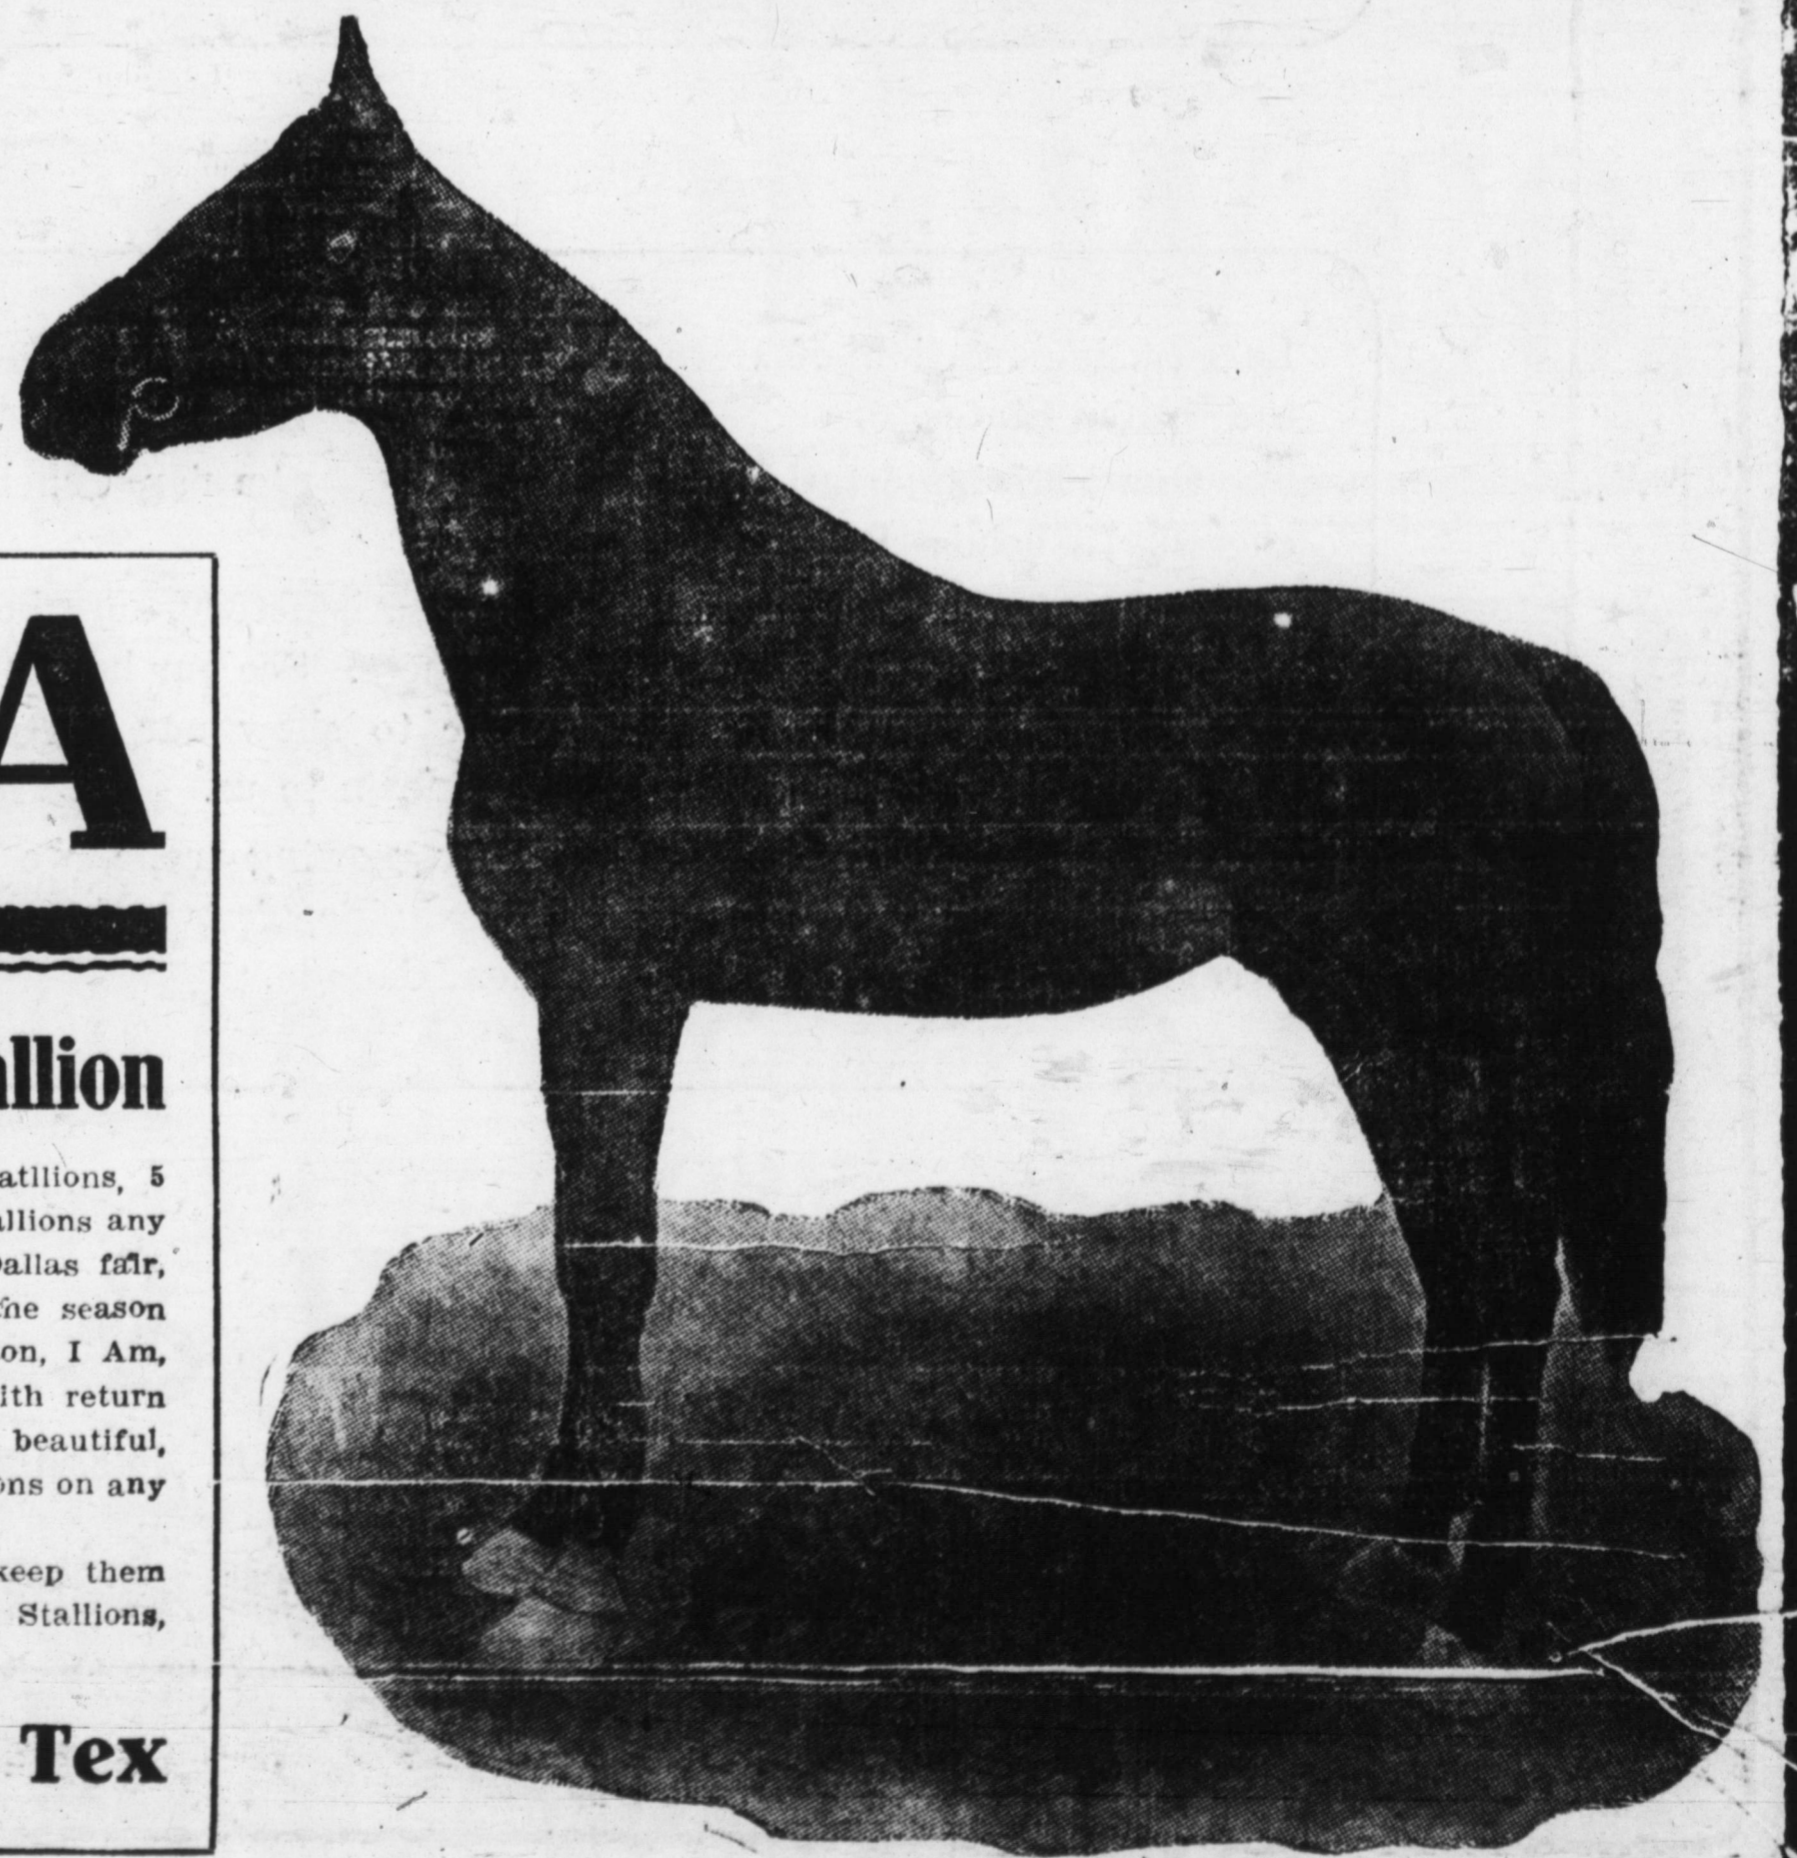 A
allion
atllions, 5
allions any
allas fair,
he season
on, I Am,
ith return
beautiful,
ons on any
keep them
Stallions,
Tex